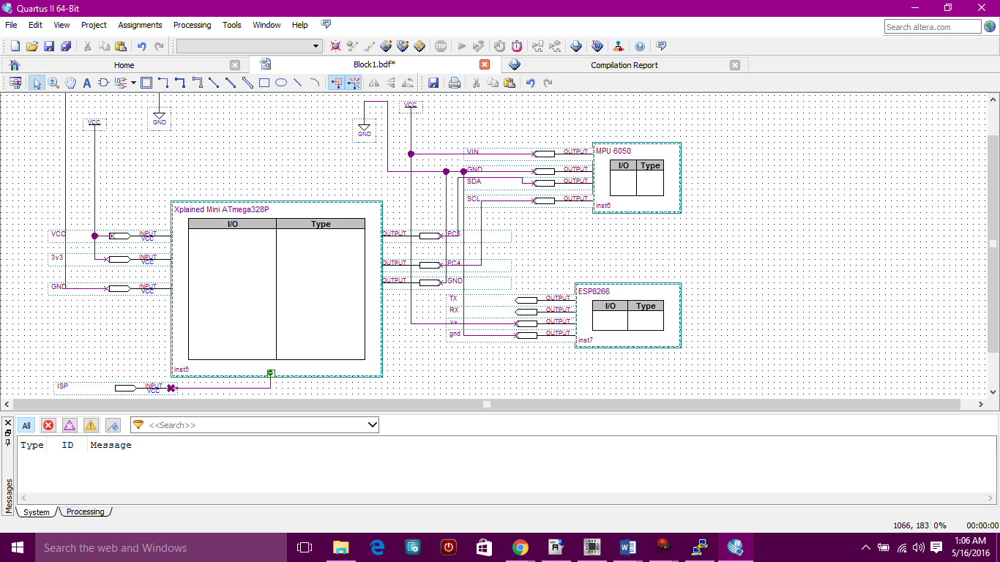 Quartus II 64-Bit
File Edit View Project Assignments Processing Tools Window Help
Search altera.com
STOP
Home Block1.bdf* Compilation Report
A
VCC
GND
VCC
GND
VIN OUTPUT
GND OUTPUT
SDA OUTPUT
SCL OUTPUT
MPU 6050
I/O Type
inst6
Xplained Mini ATmega328P
I/O Type
VCC INPUT
VCC
3v3 INPUT
VCC
GND INPUT
VCC
OUTPUT PC5
OUTPUT PC4
OUTPUT GND
inst5
TX OUTPUT
RX OUTPUT
v+ OUTPUT
gnd OUTPUT
ESP8266
I/O Type
inst7
ISP INPUT
VCC
All <<Search>>
Type ID Message
Messages
System Processing
1066, 183 0% 00:00:00
Search the web and Windows
1:06 AM
5/16/2016